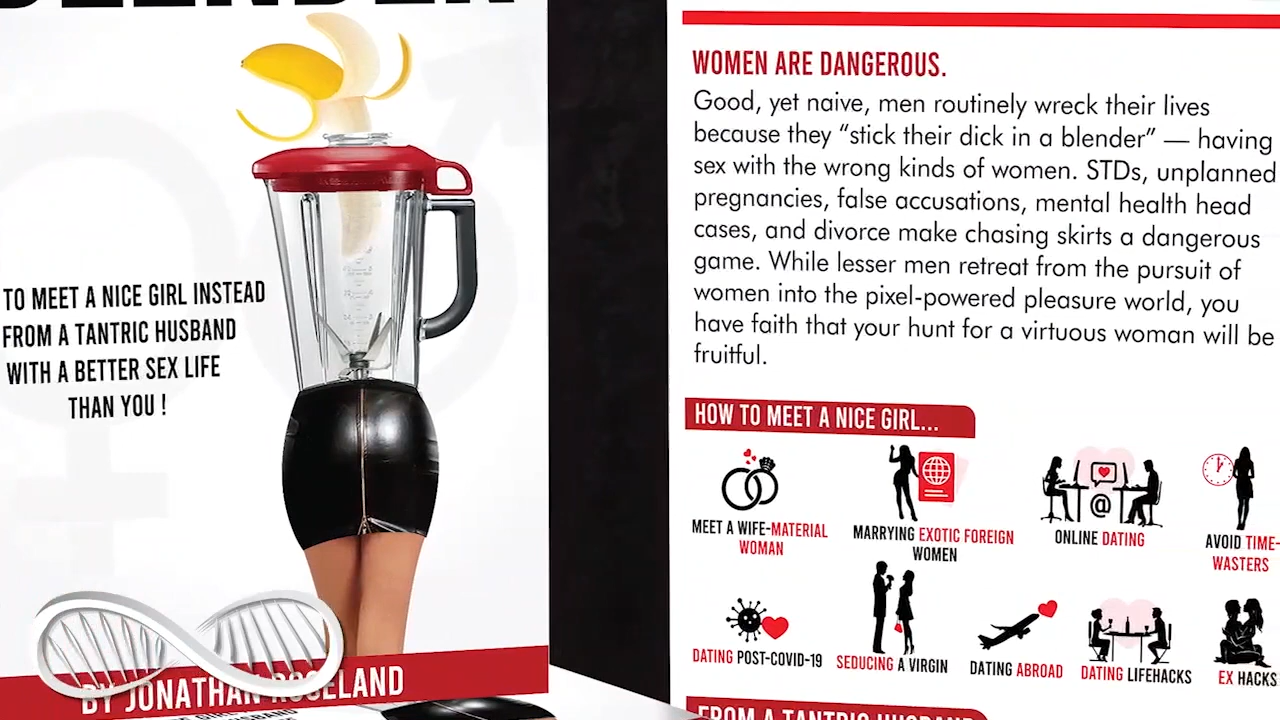 BLENDER
TO MEET A NICE GIRL INSTEAD
FROM A TANTRIC HUSBAND
WITH A BETTER SEX LIFE
THAN YOU !
BY JONATHAN ROSELAND
HUSBAND
WOMEN ARE DANGEROUS.
Good, yet naive, men routinely wreck their lives
because they “stick their dick in a blender” — having
sex with the wrong kinds of women. STDs, unplanned
pregnancies, false accusations, mental health head
cases, and divorce make chasing skirts a dangerous
game. While lesser men retreat from the pursuit of
women into the pixel-powered pleasure world, you
have faith that your hunt for a virtuous woman will be
fruitful.
HOW TO MEET A NICE GIRL...
MEET A WIFE-MATERIAL
WOMAN
MARRYING EXOTIC FOREIGN
WOMEN
@
ONLINE DATING
AVOID TIME-
WASTERS
DATING POST-COVID-19
SEDUCING A VIRGIN
DATING ABROAD
DATING LIFEHACKS
EX HACKS
FROM A TANTRIC HUSBAND